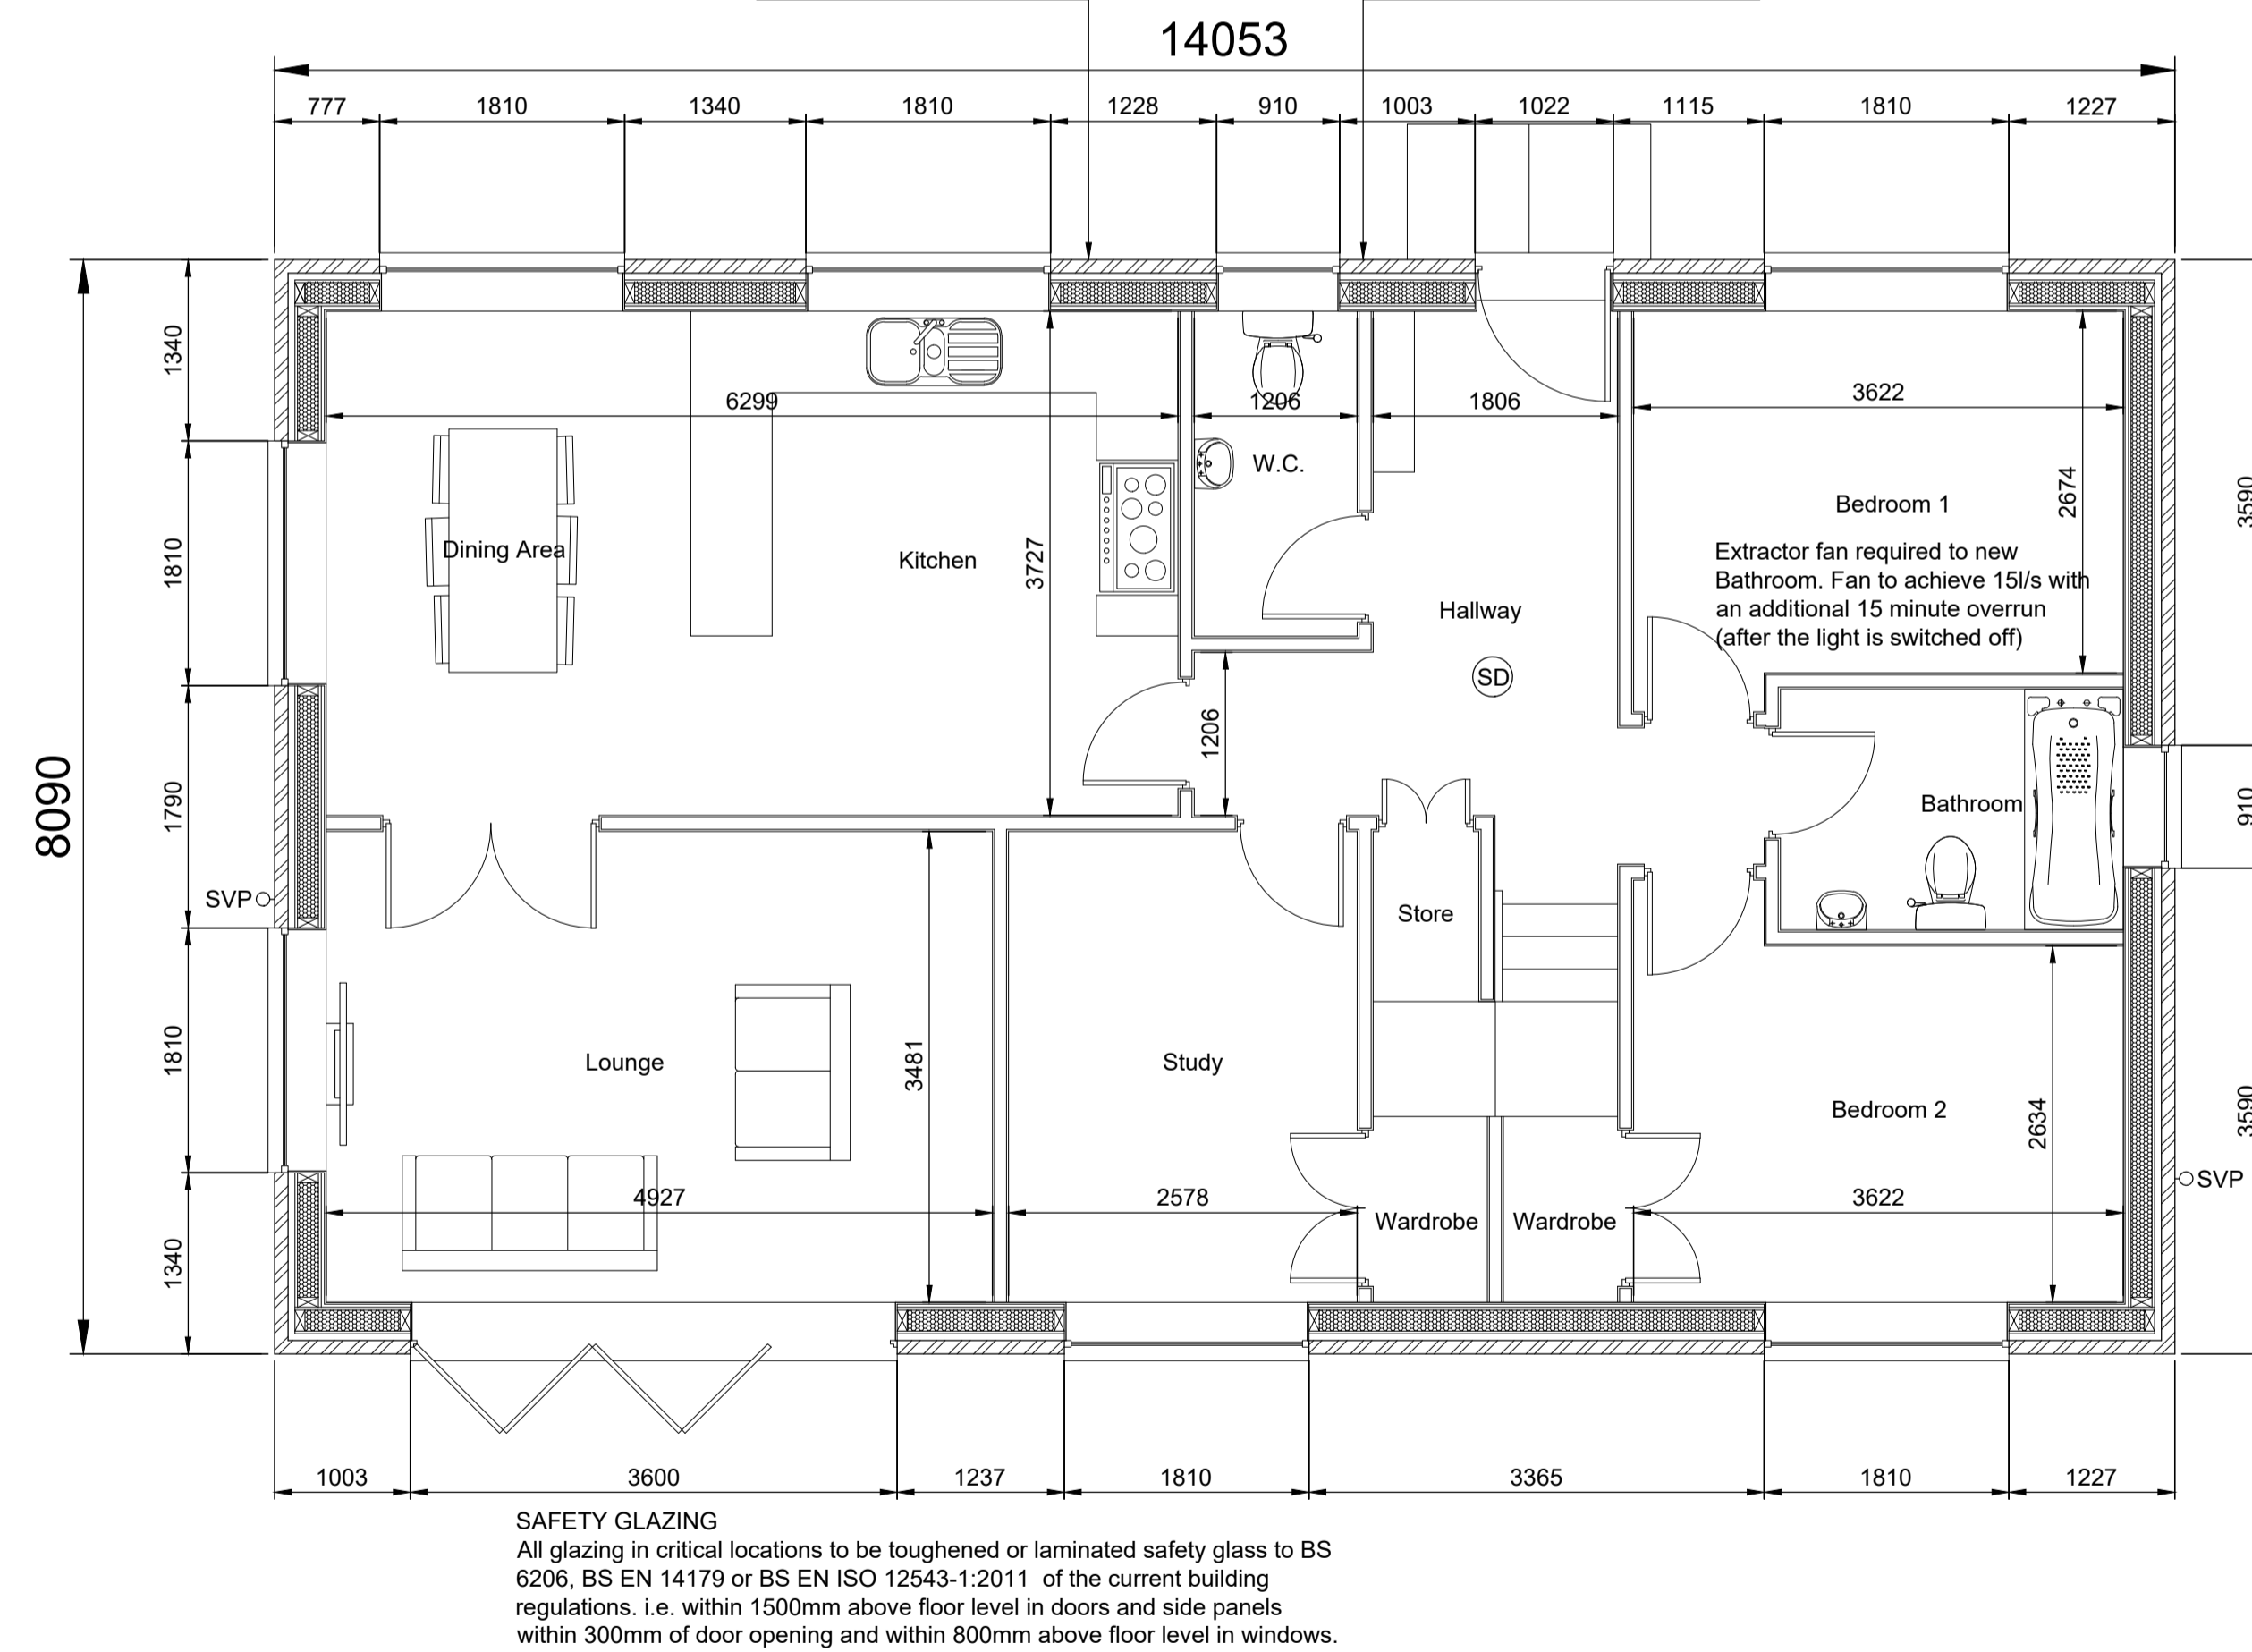 14053
777
1810
1340
1810
1228
910
1003
1022
1115
1810
1227
8090
1340
1810
1790
1810
1340
SVP
6299
1206
1806
3622
W.C.
2674
Dining Area
Kitchen
3727
Hallway
SD
1206
Bedroom 1
Extractor fan required to new
Bathroom. Fan to achieve 15l/s with
an additional 15 minute overrun
(after the light is switched off)
Bathroom
3590
910
3590
Store
Lounge
3481
Study
Bedroom 2
2634
SVP
4927
2578
Wardrobe
Wardrobe
3622
1003
3600
1237
1810
3365
1810
1227
SAFETY GLAZING
All glazing in critical locations to be toughened or laminated safety glass to BS
6206, BS EN 14179 or BS EN ISO 12543-1:2011 of the current building
regulations. i.e. within 1500mm above floor level in doors and side panels
within 300mm of door opening and within 800mm above floor level in windows.